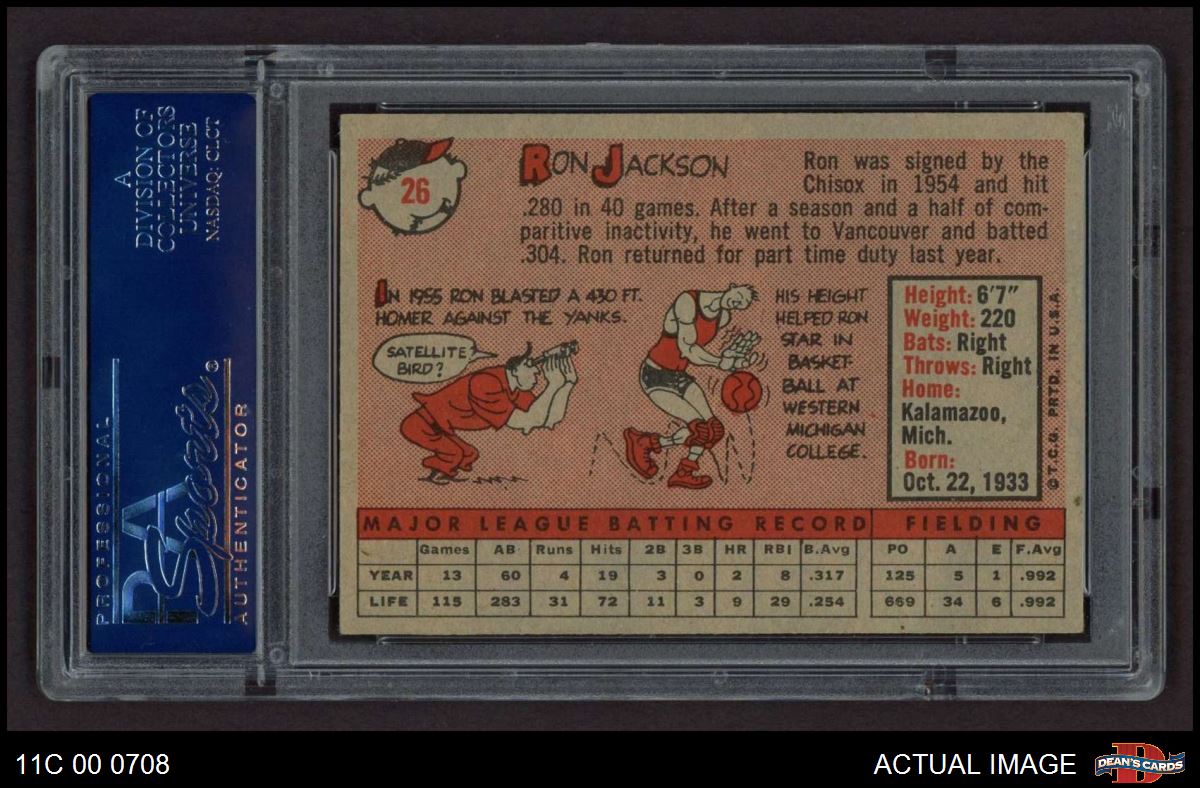 A
DIVISION OF
COLLECTORS
UNIVERSE
NASDAQ: CLCT
PROFESSIONAL
PSA
Sports®
AUTHENTICATOR
26
RON JACKSON
Ron was signed by the
Chisox in 1954 and hit
.280 in 40 games. After a season and a half of com-
paritive inactivity, he went to Vancouver and batted
.304. Ron returned for part time duty last year.
IN 1955 RON BLASTED A 430 FT.
HOMER AGAINST THE YANKS.
SATELLITE?
BIRD?
HIS HEIGHT
HELPED RON
STAR IN
BASKET-
BALL AT
WESTERN
MICHIGAN
COLLEGE.
Height: 6'7"
Weight: 220
Bats: Right
Throws: Right
Home:
Kalamazoo,
Mich.
Born:
Oct. 22, 1933
©T.C.G. PRTD. IN U.S.A.
MAJOR LEAGUE BATTING RECORD FIELDING
Games AB Runs Hits 2B 3B HR RBI B.Avg PO A E F.Avg
YEAR 13 60 4 19 3 0 2 8 .317 125 5 1 .992
LIFE 115 283 31 72 11 3 9 29 .254 669 34 6 .992
11C 00 0708
ACTUAL IMAGE
D
DEAN'S CARDS